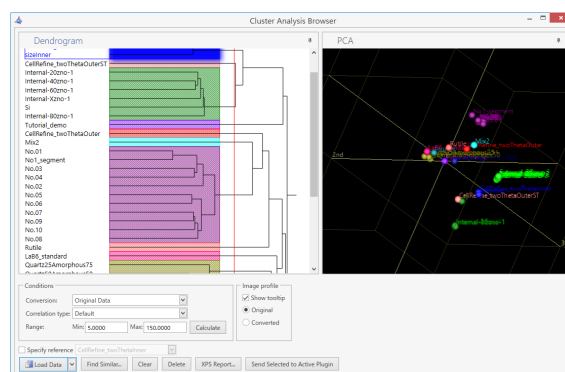 Cluster Analysis Browser
Dendrogram
PCA
sizeInner
CellRefine_twoThetaOuterST
Internal-20zno-1
Internal-40zno-1
Internal-60zno-1
Internal-Xzno-1
Si
Internal-80zno-1
Tutorial_demo
CellRefine_twoThetaOuter
Mix2
No.01
No1_segment
No.03
No.04
No.02
No.05
No.06
No.07
No.09
No.10
No.08
Rutile
LaB6_standard
Quartz25Amorphous75
2nd
Rutile
Mix2
CellRefine_twoThetaOuterST
Conditions
Conversion: Original Data
Correlation type: Default
Range: Min: 5.0000 Max: 150.0000 Calculate
Image profile
Show tooltip
Original
Converted
Specify reference CellRefine_twoThetaInner
Load Data Find Similar... Clear Delete XPS Report... Send Selected to Active Plugin